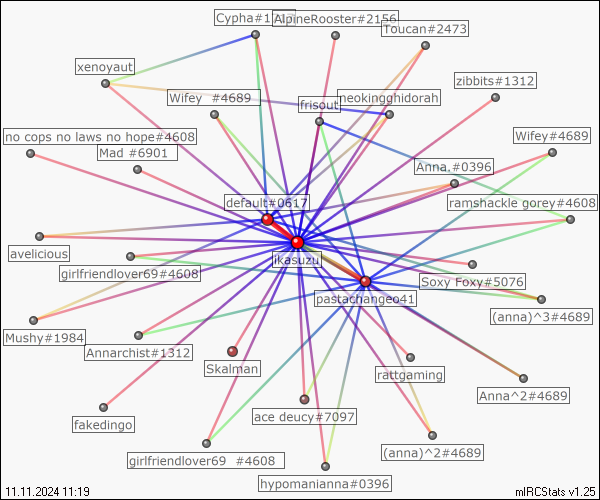 Cypha#1
AlpineRooster#2156
Toucan#2473
xenoyaut
zibbits#1312
Wifey #4689
frisout
neokingghidorah
no cops no laws no hope#4608
Wifey#4689
Mad #6901
Anna,#0396
default#0617
ramshackle gorey#4608
avelicious
ikasuzu
girlfriendlover69#4608
Soxy Foxy#5076
pastachangeo41
(anna)^3#4689
Mushy#1984
Annarchist#1312
Skalman
rattgaming
Anna^2#4689
fakedingo
ace deucy#7097
girlfriendlover69 #4608
(anna)^2#4689
hypomanianna#0396
11.11.2024 11:19
mIRCStats v1.25